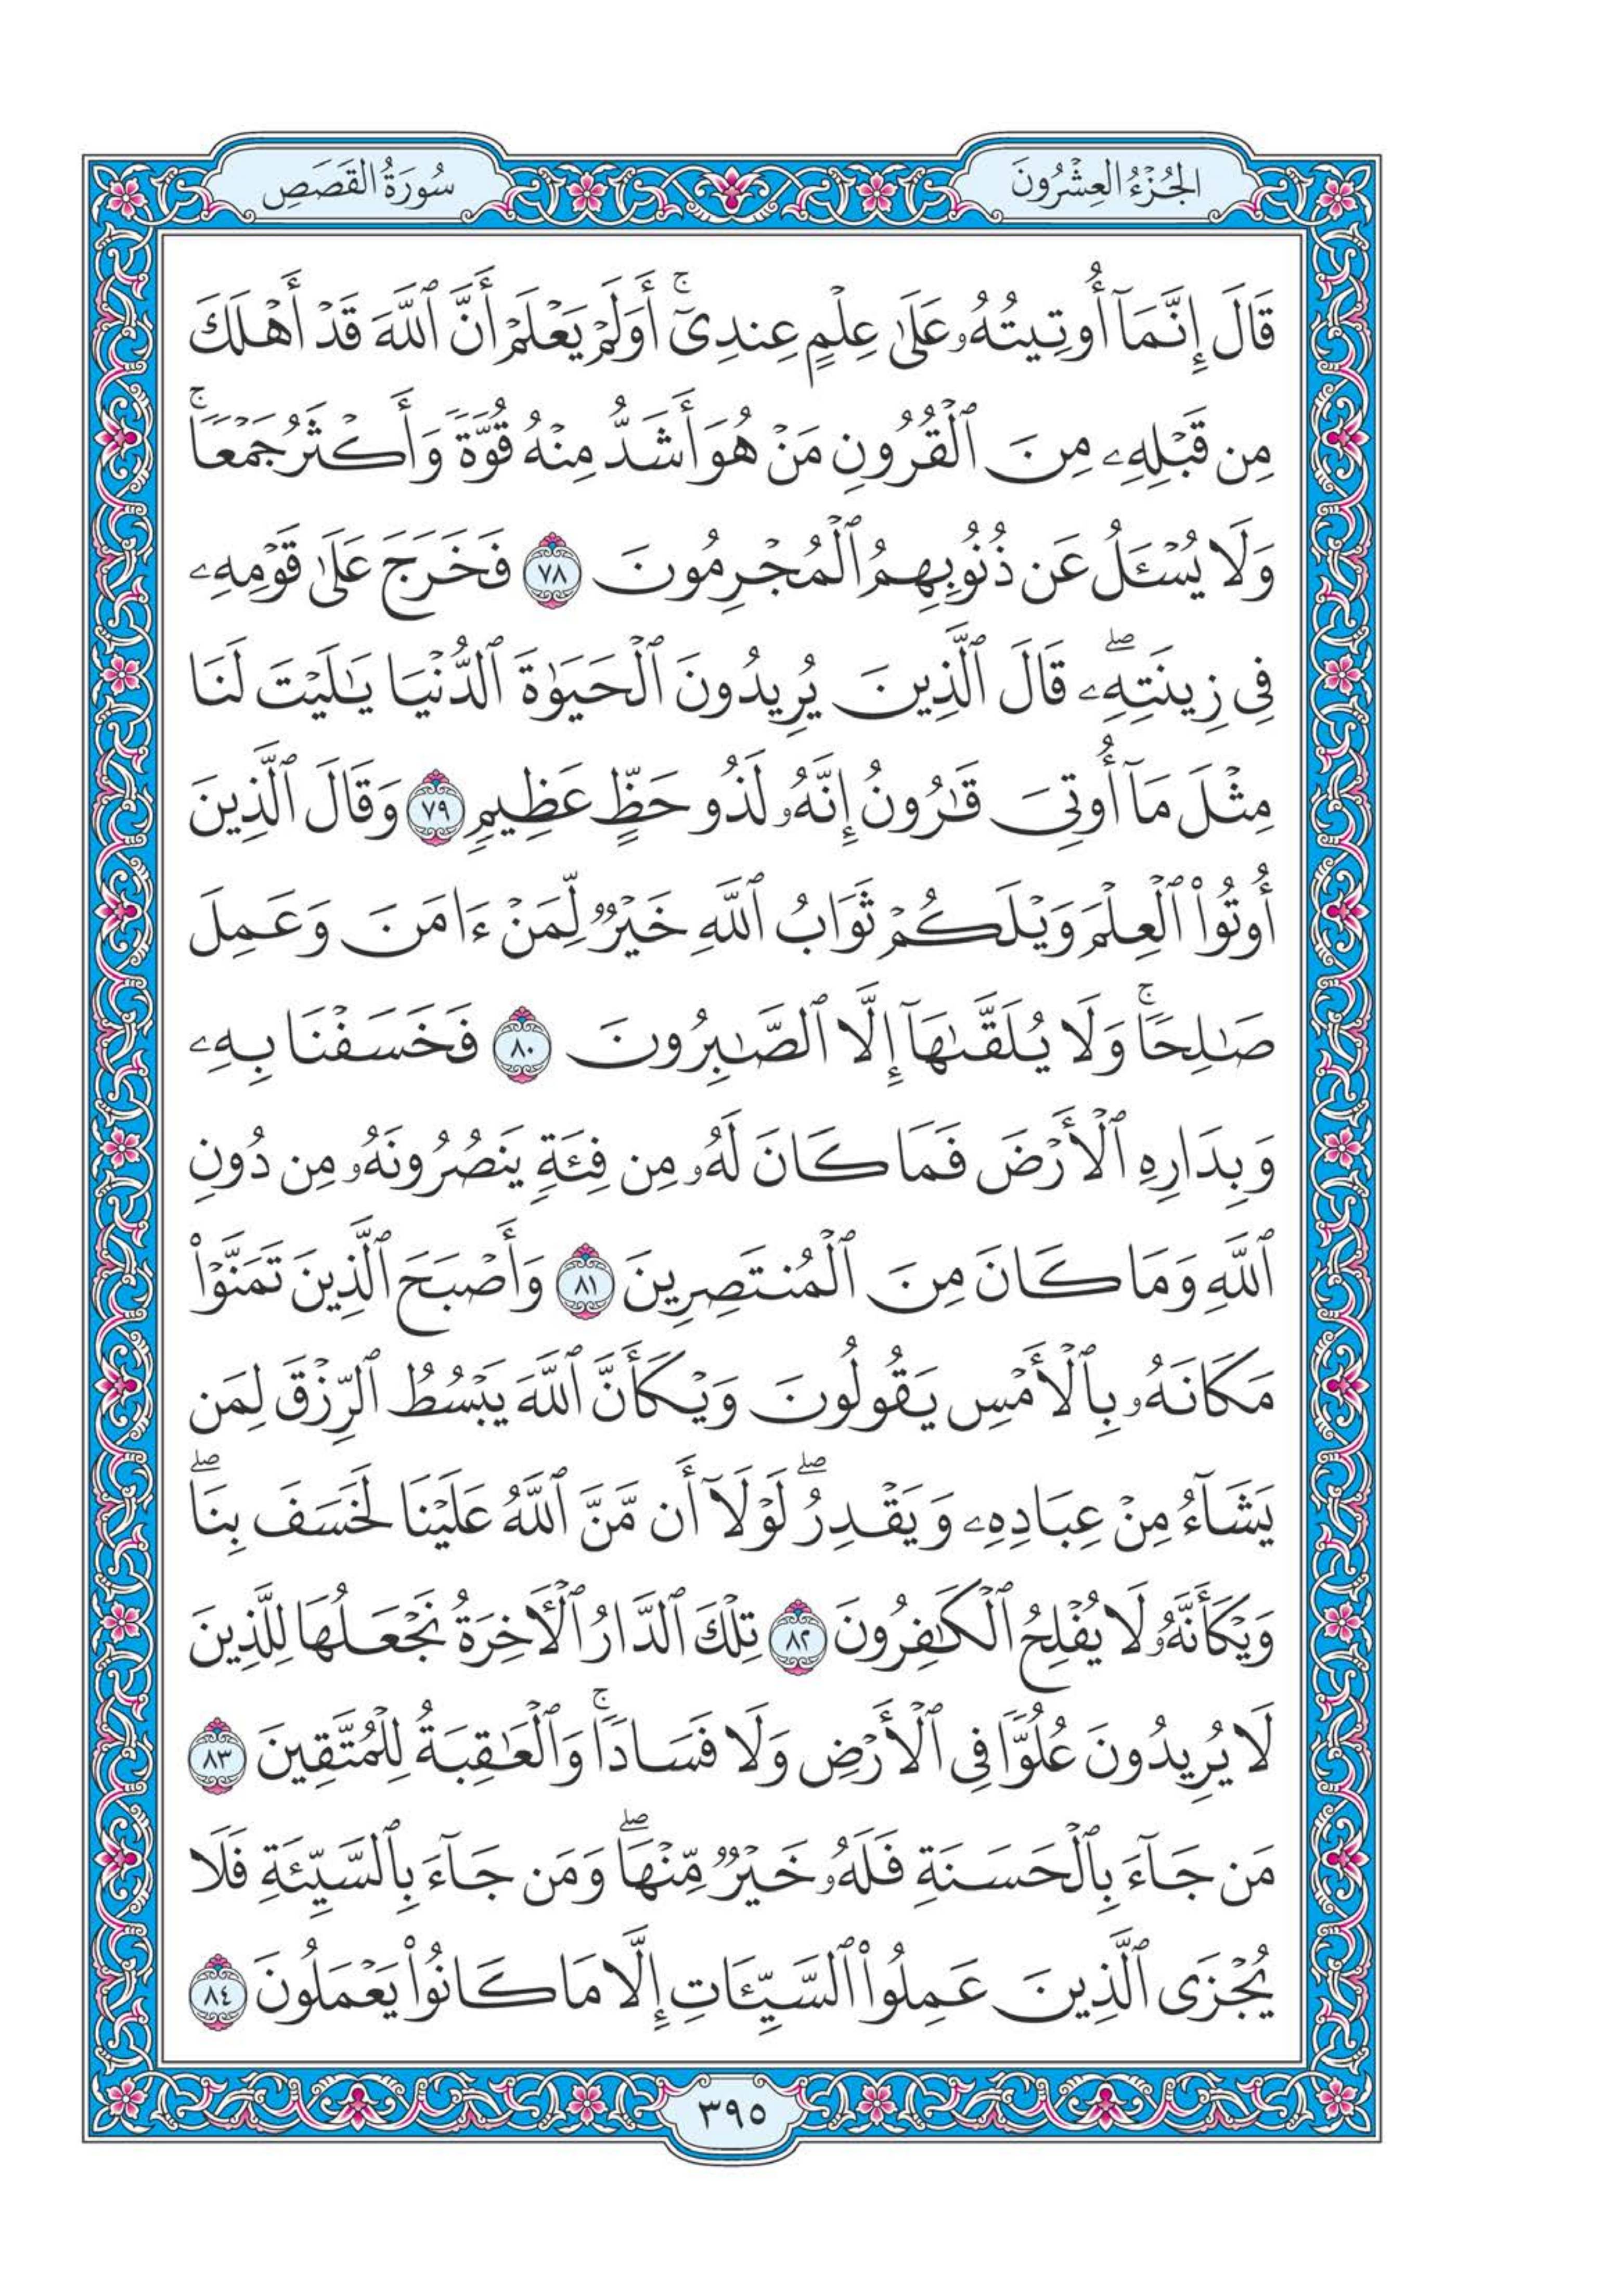 الجُزْءُ العِشْرُونَ
سُورَةُ القَصَصِ
قَالَ إِنَّمَآ أُوتِيتُهُۥ عَلَىٰ عِلْمٍ عِندِىٓ ۚ أَوَلَمْ يَعْلَمْ أَنَّ ٱللَّهَ قَدْ أَهْلَكَ
مِن قَبْلِهِۦ مِنَ ٱلْقُرُونِ مَنْ هُوَ أَشَدُّ مِنْهُ قُوَّةً وَأَكْثَرُ جَمْعًا ۚ
وَلَا يُسْـَٔلُ عَن ذُنُوبِهِمُ ٱلْمُجْرِمُونَ ٧٨ فَخَرَجَ عَلَىٰ قَوْمِهِۦ
فِى زِينَتِهِۦ ۖ قَالَ ٱلَّذِينَ يُرِيدُونَ ٱلْحَيَوٰةَ ٱلدُّنْيَا يَـٰلَيْتَ لَنَا
مِثْلَ مَآ أُوتِىَ قَـٰرُونُ إِنَّهُۥ لَذُو حَظٍّ عَظِيمٍ ٧٩ وَقَالَ ٱلَّذِينَ
أُوتُوا۟ ٱلْعِلْمَ وَيْلَكُمْ ثَوَابُ ٱللَّهِ خَيْرٌ لِّمَنْ ءَامَنَ وَعَمِلَ
صَـٰلِحًا ۚ وَلَا يُلَقَّىٰهَآ إِلَّا ٱلصَّـٰبِرُونَ ٨٠ فَخَسَفْنَا بِهِۦ
وَبِدَارِهِ ٱلْأَرْضَ فَمَا كَانَ لَهُۥ مِن فِئَةٍ يَنصُرُونَهُۥ مِن دُونِ
ٱللَّهِ وَمَا كَانَ مِنَ ٱلْمُنتَصِرِينَ ٨١ وَأَصْبَحَ ٱلَّذِينَ تَمَنَّوْا۟
مَكَانَهُۥ بِٱلْأَمْسِ يَقُولُونَ وَيْكَأَنَّ ٱللَّهَ يَبْسُطُ ٱلرِّزْقَ لِمَن
يَشَآءُ مِنْ عِبَادِهِۦ وَيَقْدِرُ ۖ لَوْلَآ أَن مَّنَّ ٱللَّهُ عَلَيْنَا لَخَسَفَ بِنَا ۖ
وَيْكَأَنَّهُۥ لَا يُفْلِحُ ٱلْكَـٰفِرُونَ ٨٢ تِلْكَ ٱلدَّارُ ٱلْـَٔاخِرَةُ نَجْعَلُهَا لِلَّذِينَ
لَا يُرِيدُونَ عُلُوًّا فِى ٱلْأَرْضِ وَلَا فَسَادًا ۚ وَٱلْعَـٰقِبَةُ لِلْمُتَّقِينَ ٨٣
مَن جَآءَ بِٱلْحَسَنَةِ فَلَهُۥ خَيْرٌ مِّنْهَا ۖ وَمَن جَآءَ بِٱلسَّيِّئَةِ فَلَا
يُجْزَى ٱلَّذِينَ عَمِلُوا۟ ٱلسَّيِّـَٔاتِ إِلَّا مَا كَانُوا۟ يَعْمَلُونَ ٨٤
٣٩٥